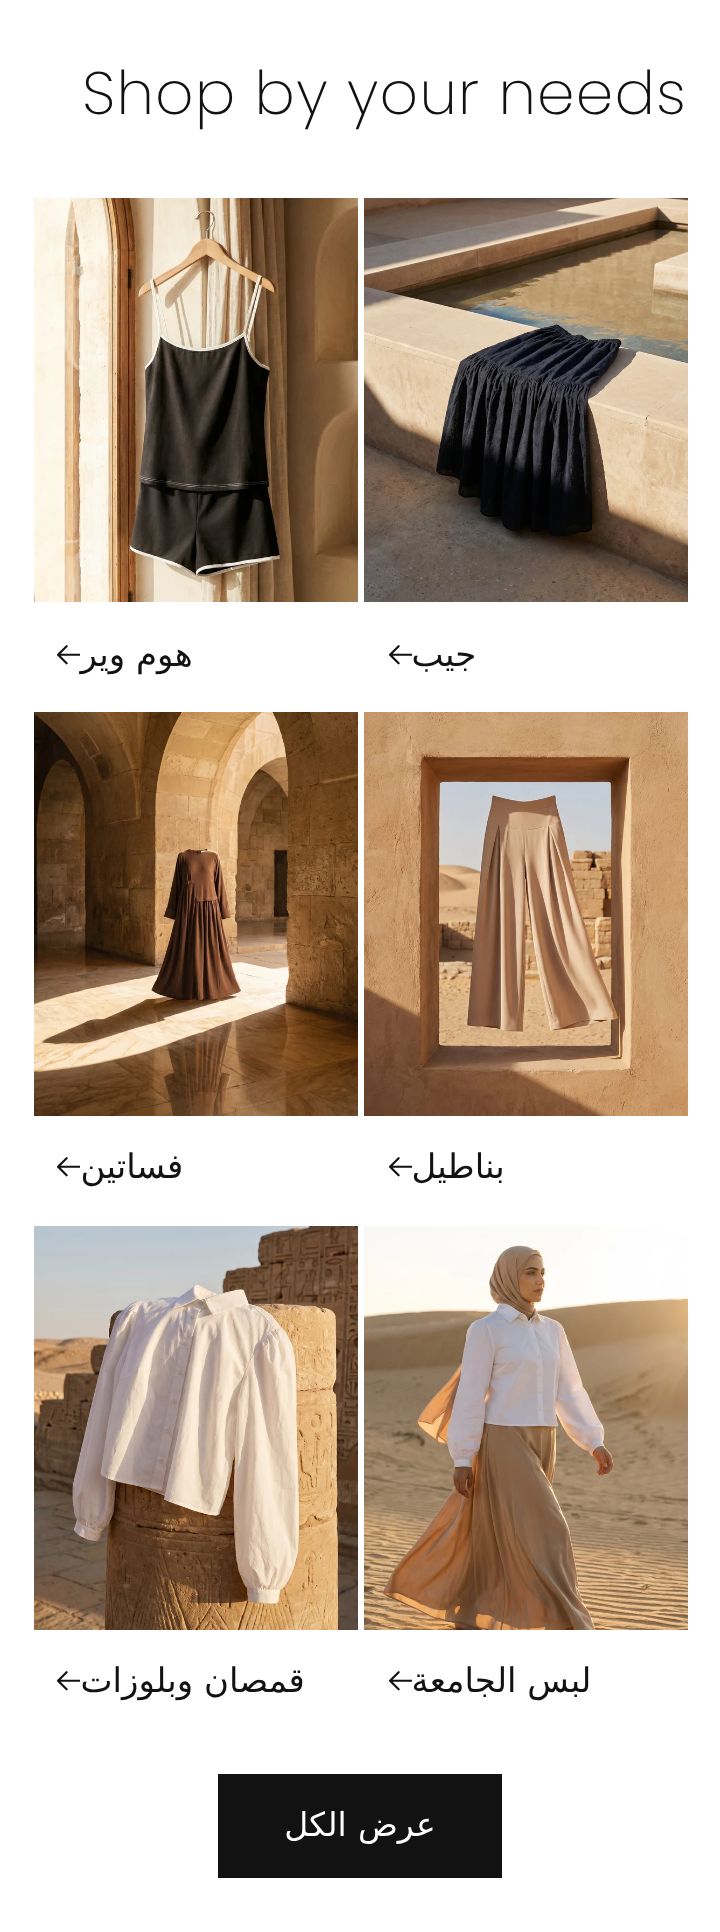 Shop by your needs
جيب←
هوم وير←
بناطيل←
فساتين←
لبس الجامعة←
قمصان وبلوزات←
عرض الكل